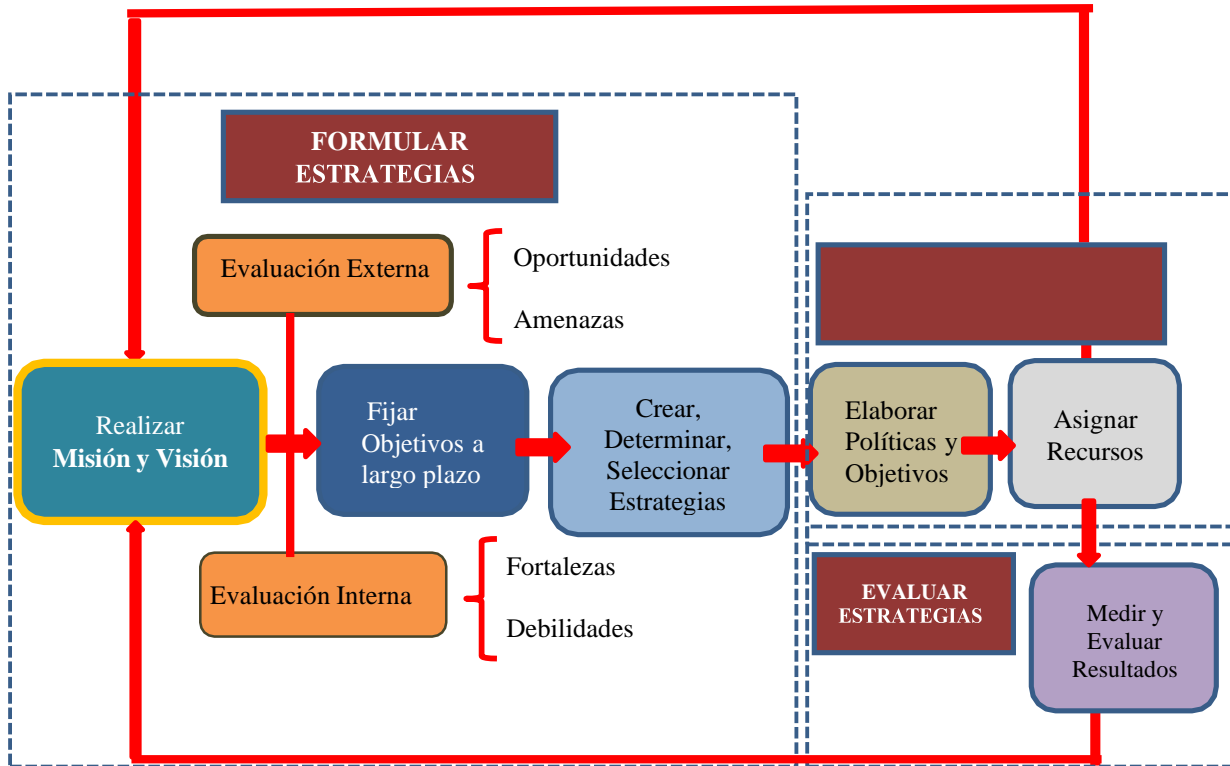 FORMULAR
ESTRATEGIAS
Evaluación Externa
Oportunidades
Amenazas
Realizar
Misión y Visión
Fijar
Objetivos a
largo plazo
Crear,
Determinar,
Seleccionar
Estrategias
Elaborar
Políticas y
Objetivos
Asignar
Recursos
Evaluación Interna
Fortalezas
Debilidades
EVALUAR
ESTRATEGIAS
Medir y
Evaluar
Resultados